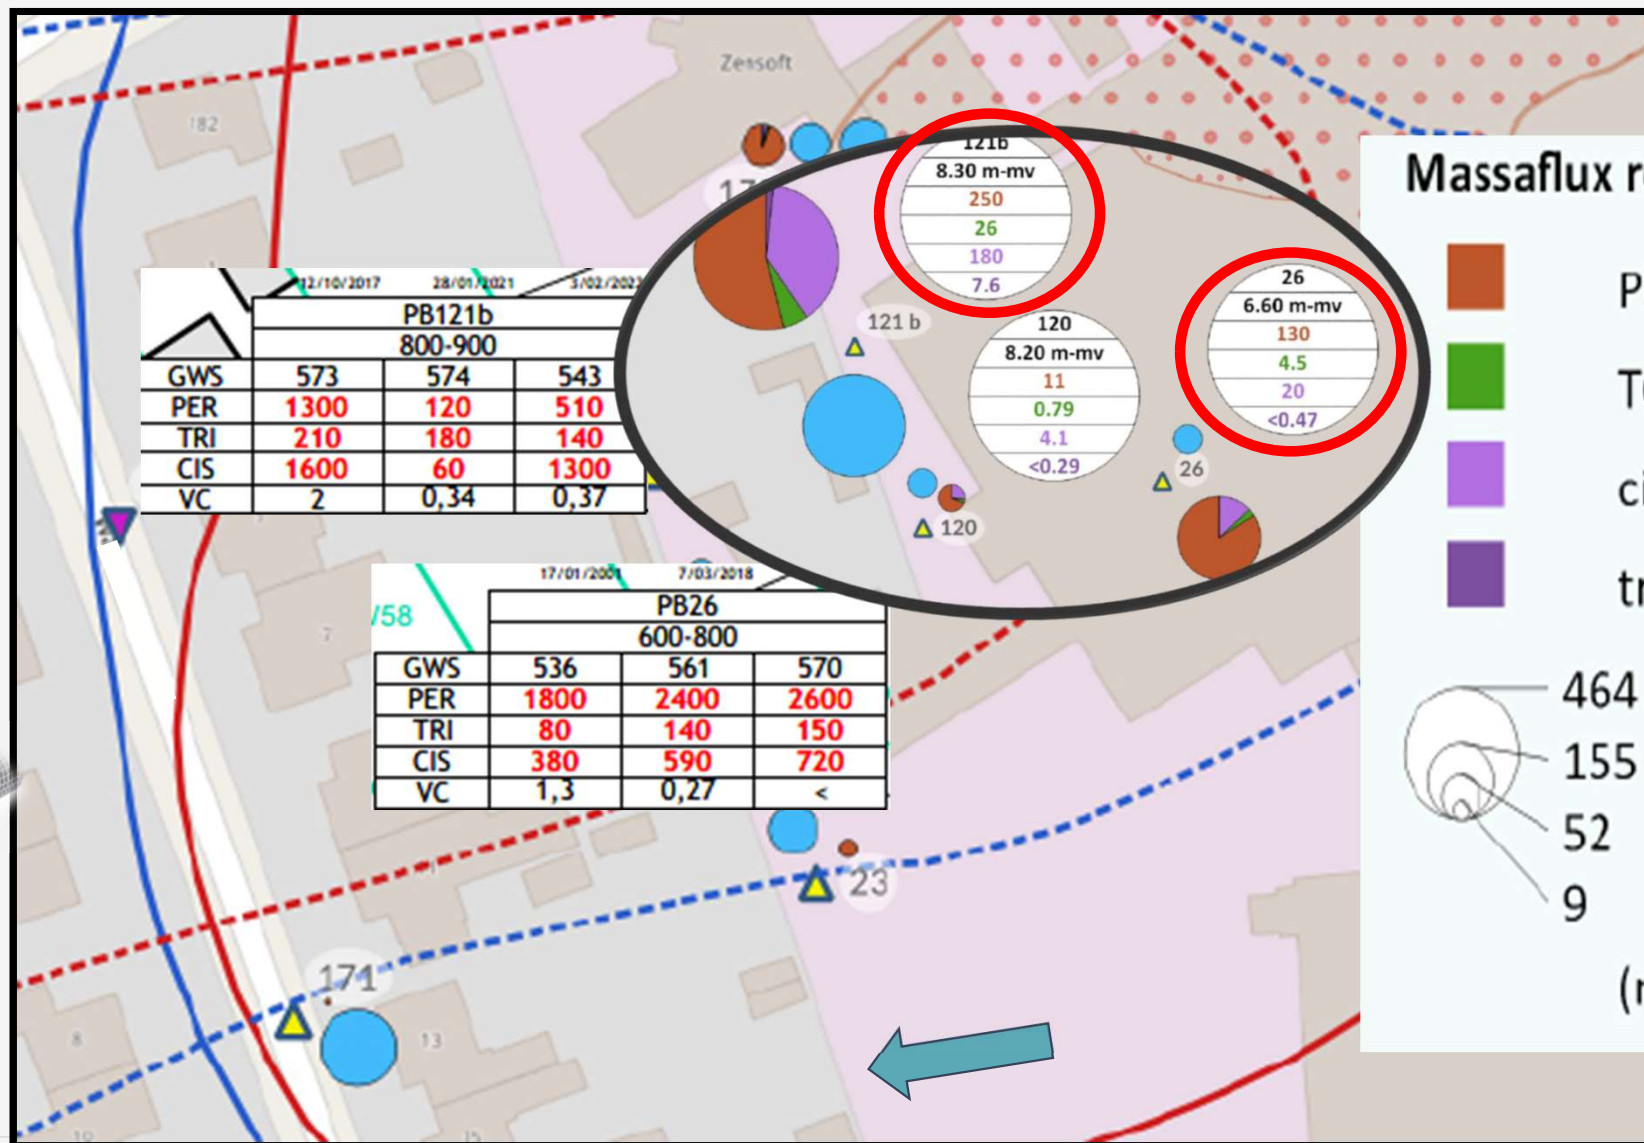 Zensoft
182
121b
8.30 m-mv
250
26
180
7.6
26
6.60 m-mv
130
4.5
20
<0.47
120
8.20 m-mv
11
0.79
4.1
<0.29
121 b
120
26
12/10/2017 28/01/2021 3/02/2022
PB121b
800-900
GWS 573 574 543
PER 1300 120 510
TRI 210 180 140
CIS 1600 60 1300
VC 2 0,34 0,37
17/01/2001 7/03/2018
/58
PB26
600-800
GWS 536 561 570
PER 1800 2400 2600
TRI 80 140 150
CIS 380 590 720
VC 1,3 0,27 <
7
23
171
8
13
10
15
Massaflux r
P
T
ci
tr
464
155
52
9
(